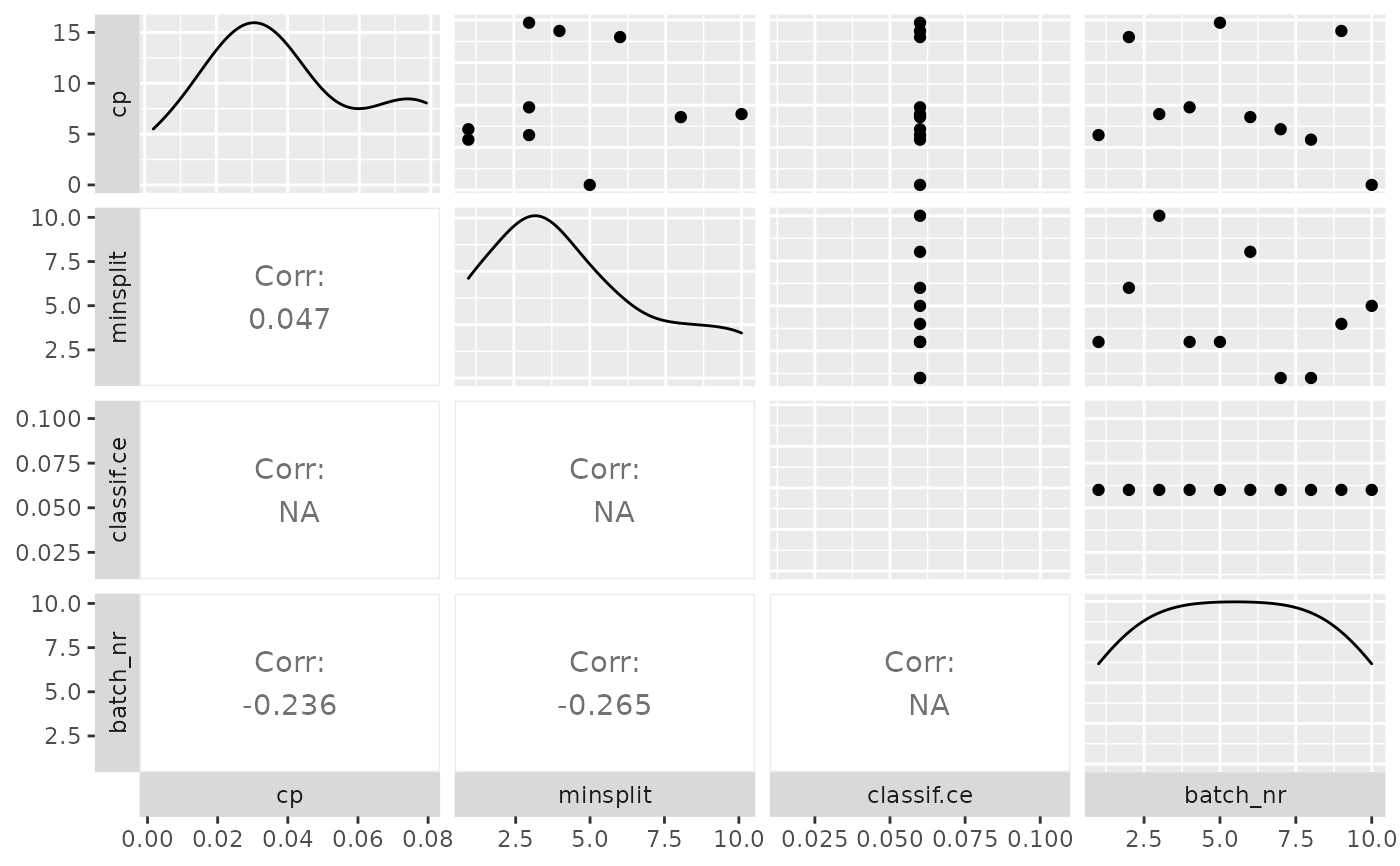 15
10
5
0
cp
10.0
7.5
5.0
2.5
minsplit
Corr:
0.047
0.100
0.075
0.050
0.025
classif.ce
Corr:
NA
Corr:
NA
10.0
7.5
5.0
2.5
batch_nr
Corr:
-0.236
Corr:
-0.265
Corr:
NA
cp minsplit classif.ce batch_nr
0.00 0.02 0.04 0.06 0.08 2.5 5.0 7.5 10.0 0.025 0.050 0.075 0.100 2.5 5.0 7.5 10.0